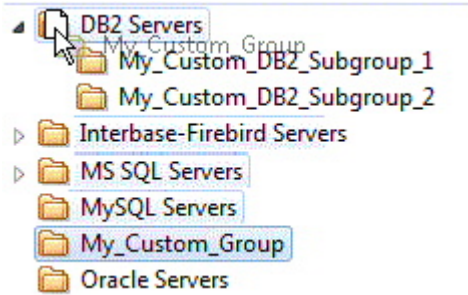 DB2 Servers
My_Custom_Group
My_Custom_DB2_Subgroup_1
My_Custom_DB2_Subgroup_2
Interbase-Firebird Servers
MS SQL Servers
MySQL Servers
My_Custom_Group
Oracle Servers